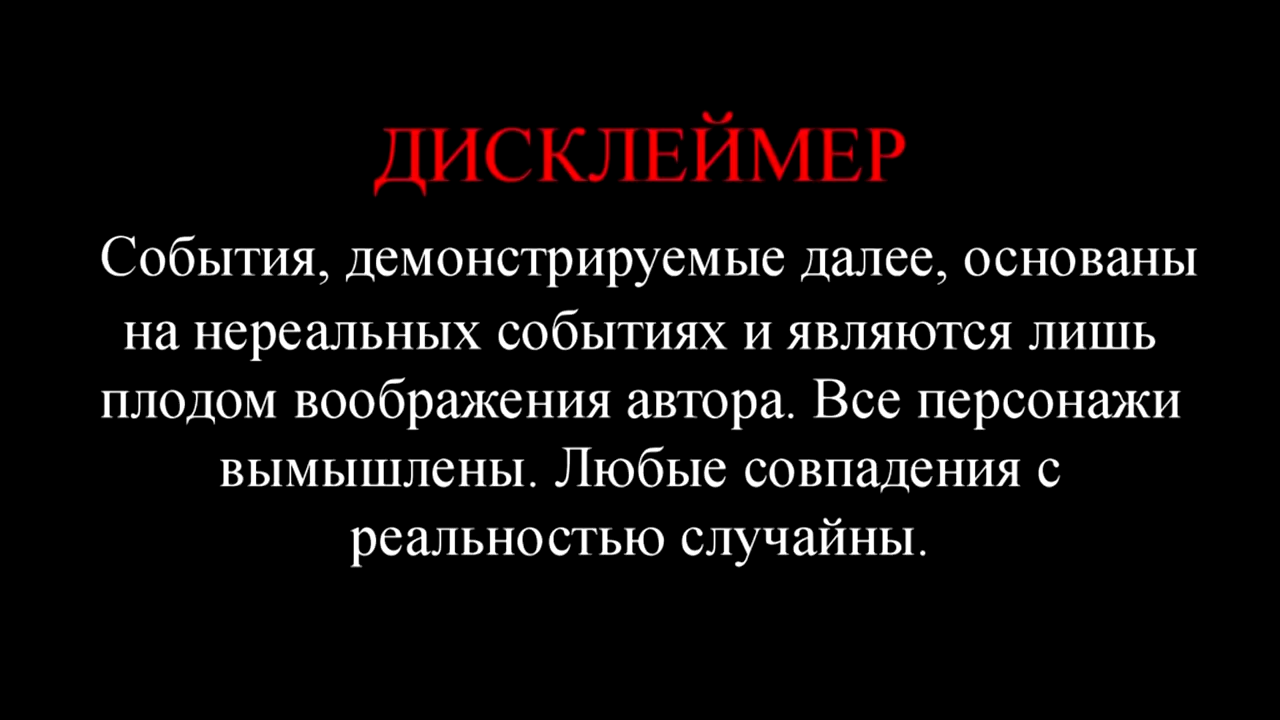 ДИСКЛЕЙМЕР
События, демонстрируемые далее, основаны
на нереальных событиях и являются лишь
плодом воображения автора. Все персонажи
вымышлены. Любые совпадения с
реальностью случайны.